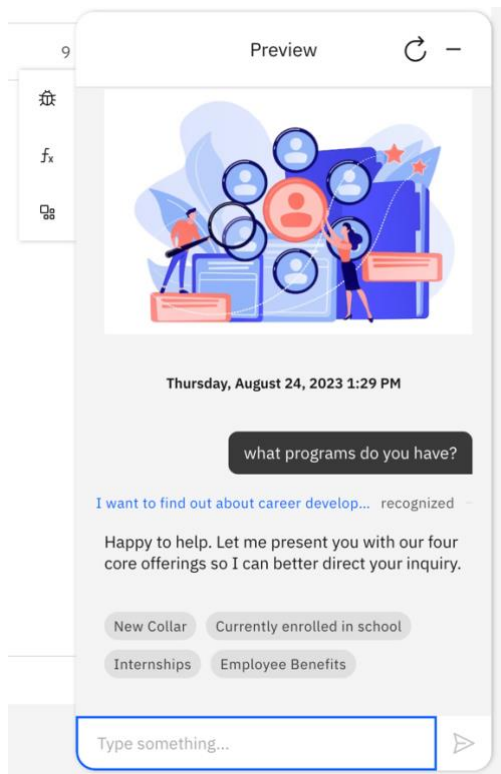 9
Preview
fx
Thursday, August 24, 2023 1:29 PM
what programs do you have?
I want to find out about career develop... recognized
Happy to help. Let me present you with our four
core offerings so I can better direct your inquiry.
New Collar Currently enrolled in school
Internships Employee Benefits
Type something...